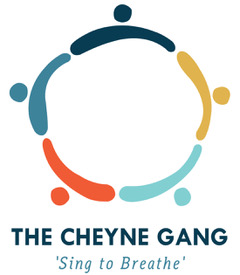 THE CHEYNE GANG
'Sing to Breathe'